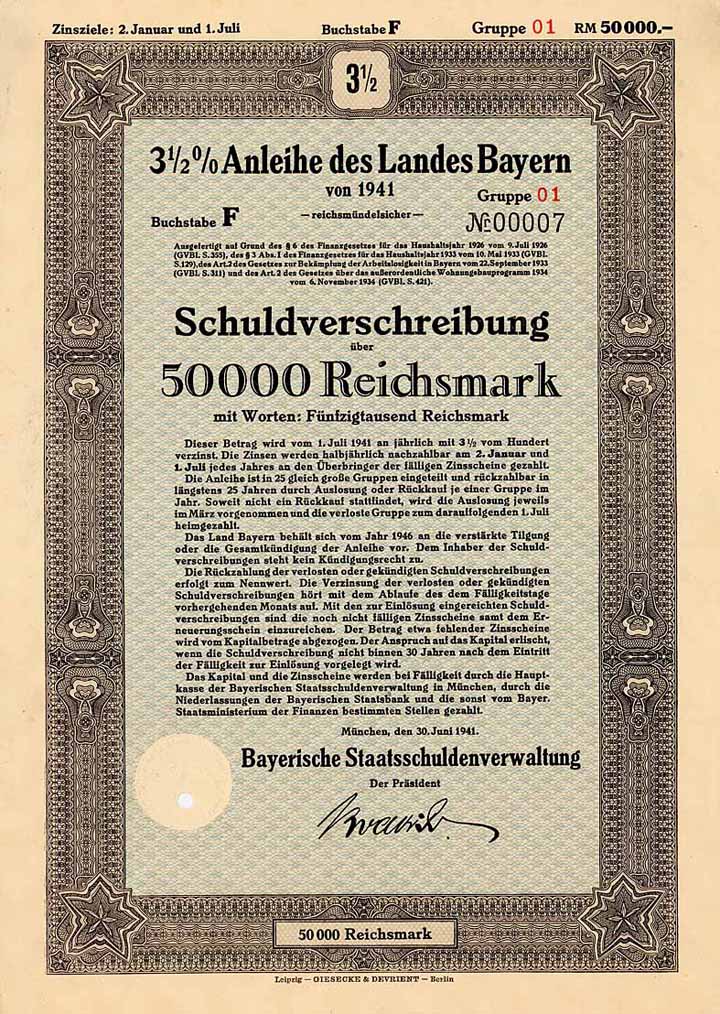 Zinsziele: 2. Januar und 1. Juli Buchstabe F Gruppe 01 RM 50000.–
3½
3½% Anleihe des Landes Bayern
von 1941
Gruppe 01
Buchstabe F — reichsmündelsicher — № 00007
Ausgefertigt auf Grund des § 6 des Finanzgesetzes für das Haushaltsjahr 1926 vom 9. Juli 1926
(GVBl. S. 355), des § 3 Abs. I des Finanzgesetzes für das Haushaltsjahr 1933 vom 10. Mai 1933 (GVBl.
S. 129), des Art. 2 des Gesetzes zur Bekämpfung der Arbeitslosigkeit in Bayern vom 22. September 1933
(GVBl. S. 311) und des Art. 2 des Gesetzes über das außerordentliche Wohnungsbauprogramm 1934
vom 6. November 1934 (GVBl. S. 421).
Schuldverschreibung
über
50000 Reichsmark
mit Worten: Fünfzigtausend Reichsmark
Dieser Betrag wird vom 1. Juli 1941 an jährlich mit 3½ vom Hundert
verzinst. Die Zinsen werden halbjährlich nachzahlbar am 2. Januar und
1. Juli jedes Jahres an den Überbringer der fälligen Zinsscheine gezahlt.
Die Anleihe ist in 25 gleich große Gruppen eingeteilt und rückzahlbar in
längstens 25 Jahren durch Auslosung oder Rückkauf je einer Gruppe im
Jahr. Soweit nicht ein Rückkauf stattfindet, wird die Auslosung jeweils
im März vorgenommen und die verloste Gruppe zum darauffolgenden 1. Juli
heimgezahlt.
Das Land Bayern behält sich vom Jahr 1946 an die verstärkte Tilgung
oder die Gesamtkündigung der Anleihe vor. Dem Inhaber der Schuld-
verschreibungen steht kein Kündigungsrecht zu.
Die Rückzahlung der verlosten oder gekündigten Schuldverschreibungen
erfolgt zum Nennwert. Die Verzinsung der verlosten oder gekündigten
Schuldverschreibungen hört mit dem Ablaufe des dem Fälligkeitstage
vorhergehenden Monats auf. Mit den zur Einlösung eingereichten Schuld-
verschreibungen sind die noch nicht fälligen Zinsscheine samt dem Er-
neuerungsschein einzureichen. Der Betrag etwa fehlender Zinsscheine
wird vom Kapitalbetrage abgezogen. Der Anspruch auf das Kapital erlischt,
wenn die Schuldverschreibung nicht binnen 30 Jahren nach dem Eintritt
der Fälligkeit zur Einlösung vorgelegt wird.
Das Kapital und die Zinsscheine werden bei Fälligkeit durch die Haupt-
kasse der Bayerischen Staatsschuldenverwaltung in München, durch die
Niederlassungen der Bayerischen Staatsbank und die sonst vom Bayer.
Staatsministerium der Finanzen bestimmten Stellen gezahlt.
München, den 30. Juni 1941.
Bayerische Staatsschuldenverwaltung
Der Präsident
50 000 Reichsmark
Leipzig — GIESECKE & DEVRIENT — Berlin